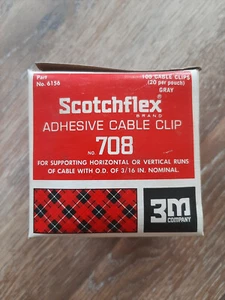 Part
No. 6156
100 CABLE CLIPS
(20 per pouch)
GRAY
Scotchflex
BRAND
ADHESIVE CABLE CLIP
NO. 708
FOR SUPPORTING HORIZONTAL OR VERTICAL RUNS
OF CABLE WITH O.D. OF 3/16 IN. NOMINAL.
3M
COMPANY